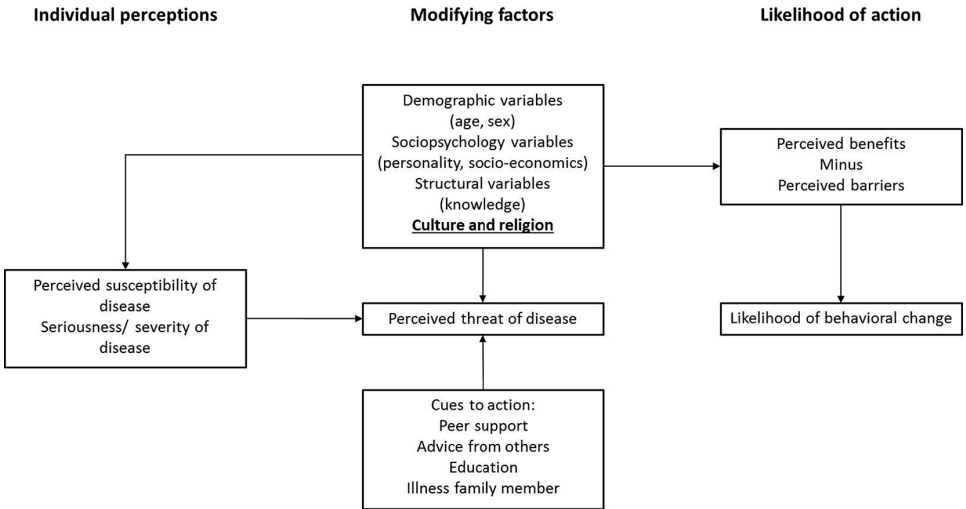 Individual perceptions
Modifying factors
Likelihood of action
Demographic variables
(age, sex)
Sociopsychology variables
(personality, socio-economics)
Structural variables
(knowledge)
Culture and religion
Perceived benefits
Minus
Perceived barriers
Perceived susceptibility of
disease
Seriousness/ severity of
disease
Perceived threat of disease
Likelihood of behavioral change
Cues to action:
Peer support
Advice from others
Education
Illness family member